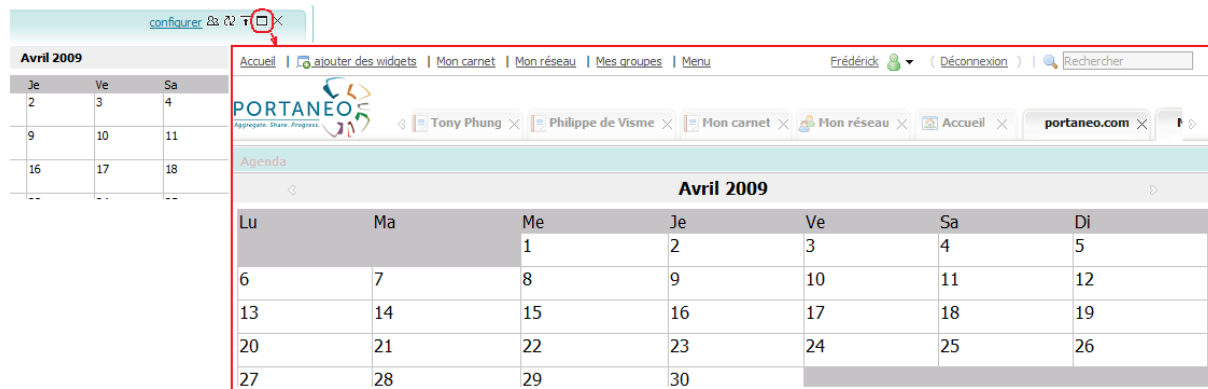 configurer
Avril 2009
Je Ve Sa
2 3 4
9 10 11
16 17 18
Accueil | ajouter des widgets | Mon carnet | Mon réseau | Mes groupes | Menu
Frédérick ( Déconnexion ) | Rechercher
PORTANEO
Aggregate. Share. Progress.
Tony Phung Philippe de Visme Mon carnet Mon réseau Accueil portaneo.com
Agenda
Avril 2009
Lu Ma Me Je Ve Sa Di
1 2 3 4 5
6 7 8 9 10 11 12
13 14 15 16 17 18 19
20 21 22 23 24 25 26
27 28 29 30